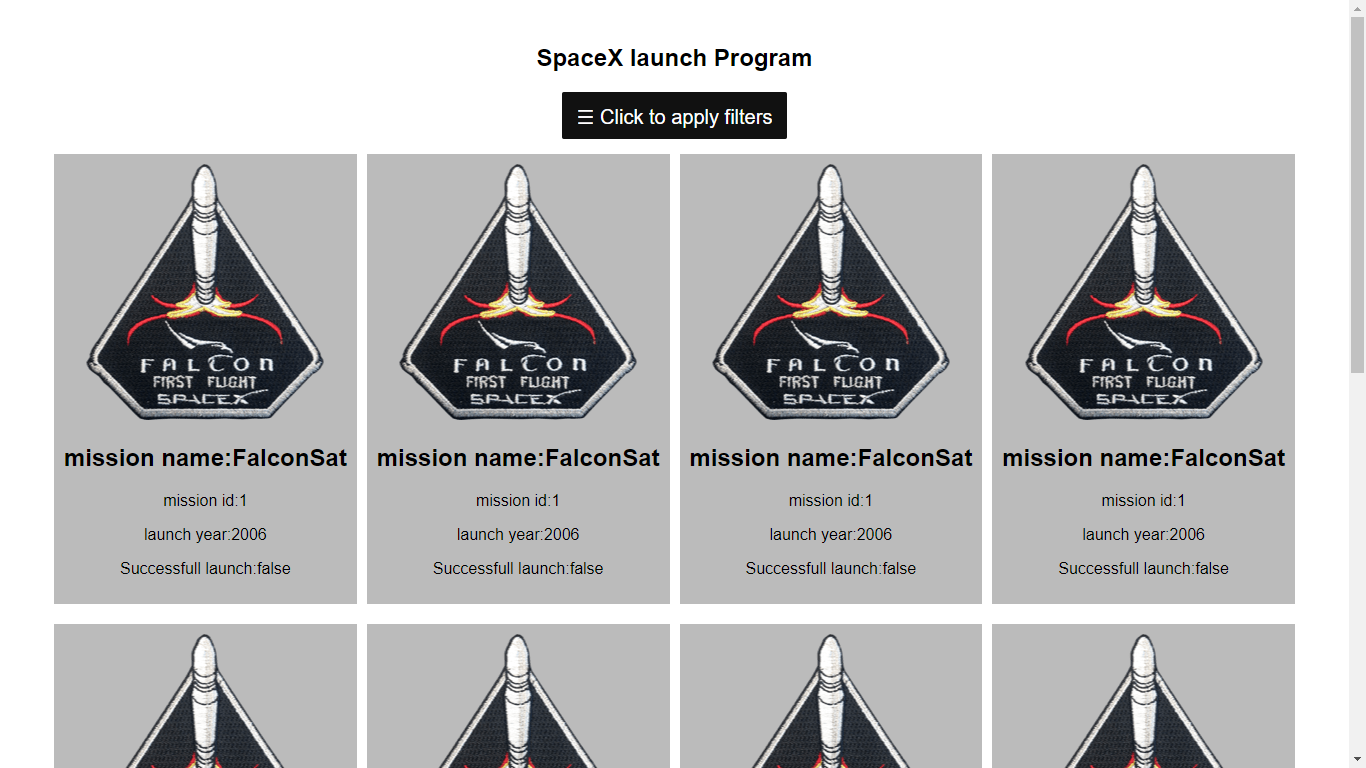 SpaceX launch Program
☰ Click to apply filters
FALCON FALCON FALCON FALCON
FIRST FLIGHT FIRST FLIGHT FIRST FLIGHT FIRST FLIGHT
SPACEX SPACEX SPACEX SPACEX
mission name:FalconSat mission name:FalconSat mission name:FalconSat mission name:FalconSat
mission id:1 mission id:1 mission id:1 mission id:1
launch year:2006 launch year:2006 launch year:2006 launch year:2006
Successfull launch:false Successfull launch:false Successfull launch:false Successfull launch:false